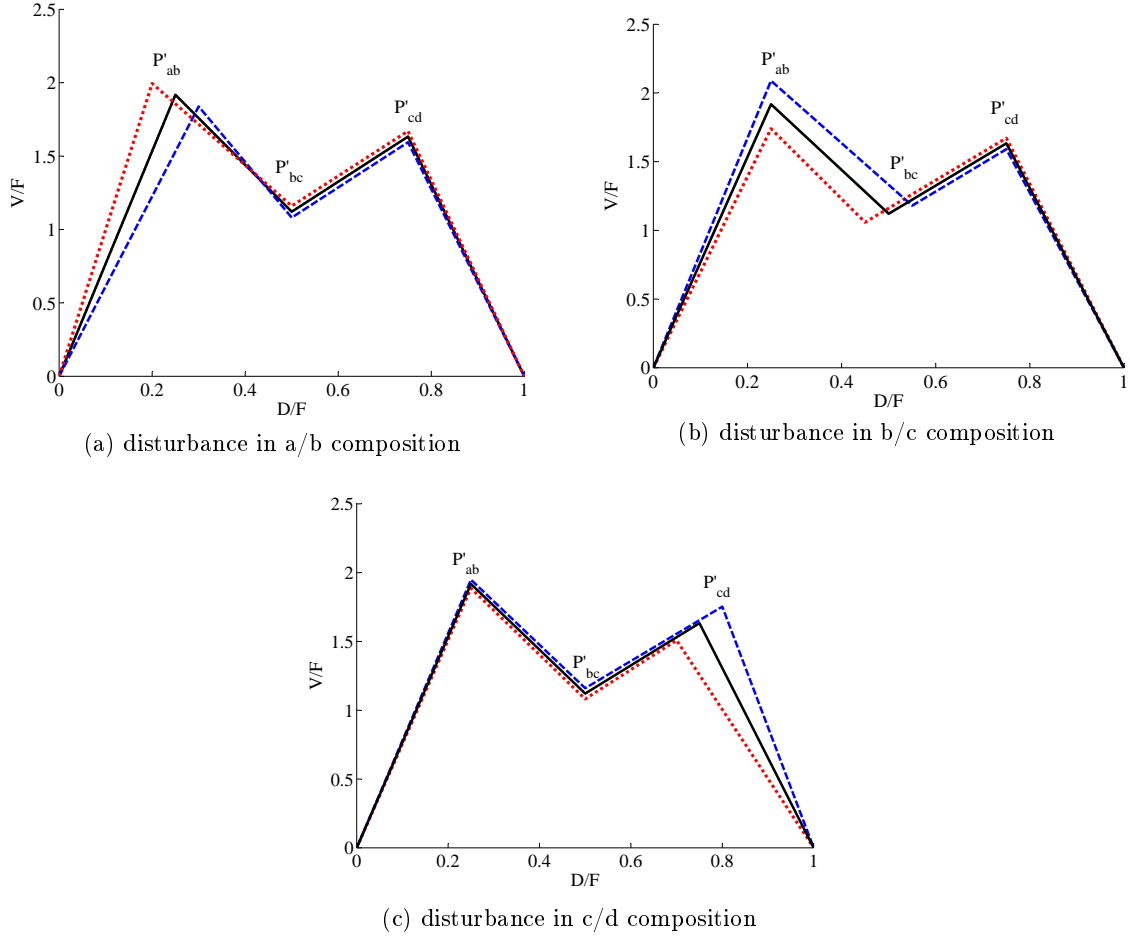 2.5
2
1.5
1
0.5
0
V/F
P'ab
P'bc
P'cd
0 0.2 0.4 0.6 0.8 1
D/F
(a) disturbance in a/b composition
2.5
2
1.5
1
0.5
0
V/F
P'ab
P'bc
P'cd
0 0.2 0.4 0.6 0.8 1
D/F
(b) disturbance in b/c composition
2.5
2
1.5
1
0.5
0
V/F
P'ab
P'bc
P'cd
0 0.2 0.4 0.6 0.8 1
D/F
(c) disturbance in c/d composition